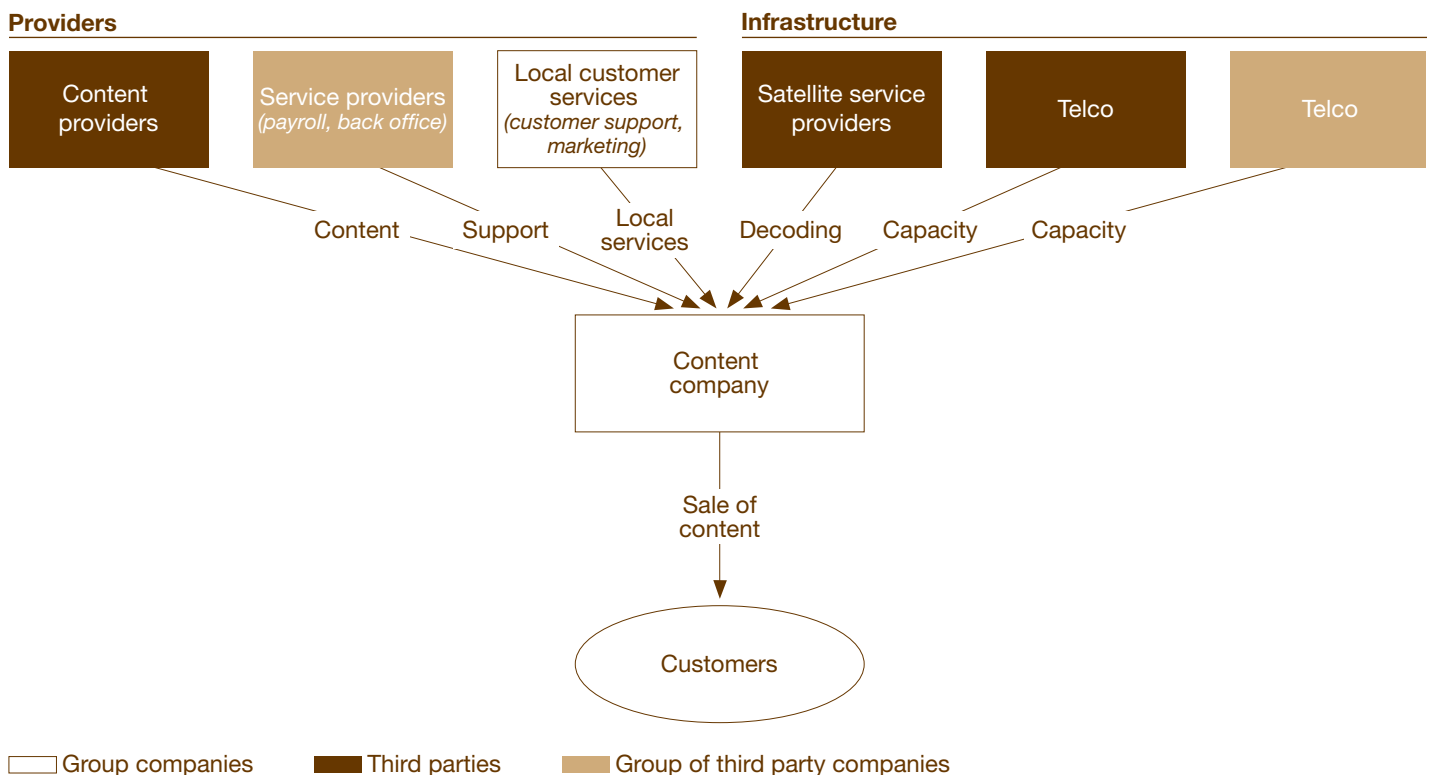 Providers
Infrastructure
Content
providers
Service providers
(payroll, back office)
Local customer
services
(customer support,
marketing)
Satellite service
providers
Telco
Telco
Content
Support
Local
services
Decoding
Capacity
Capacity
Content
company
Sale of
content
Customers
Group companies
Third parties
Group of third party companies